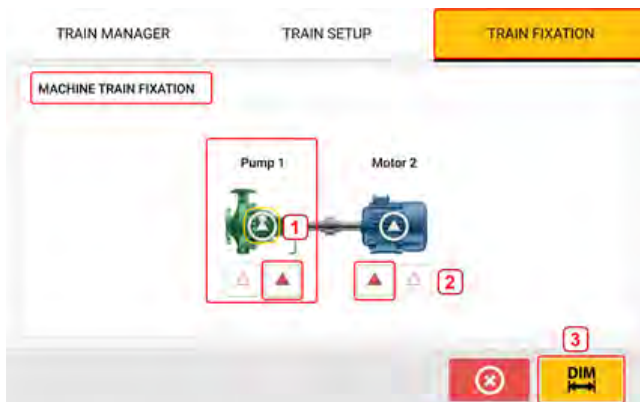 TRAIN MANAGER
TRAIN SETUP
TRAIN FIXATION
MACHINE TRAIN FIXATION
Pump 1
Motor 2
1
2
3
DIM